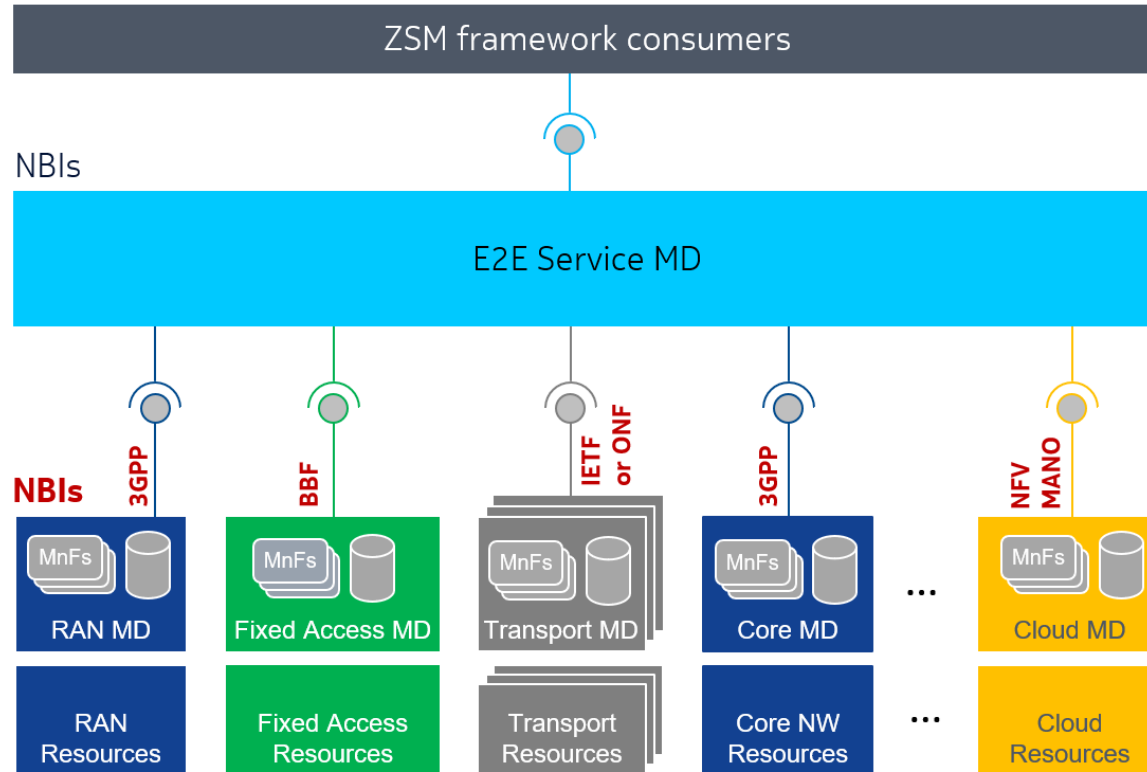 ZSM framework consumers
NBIs
E2E Service MD
NBIs
3GPP
BBF
IETF
or ONF
3GPP
NFV
MANO
MnFs
MnFs
MnFs
MnFs
MnFs
RAN MD
Fixed Access MD
Transport MD
Core MD
...
Cloud MD
RAN
Resources
Fixed Access
Resources
Transport
Resources
Core NW
Resources
...
Cloud
Resources